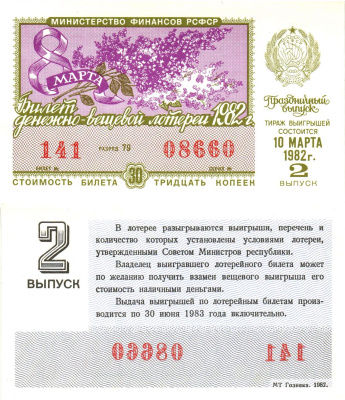 МИНИСТЕРСТВО ФИНАНСОВ РСФСР
8
МАРТА
Билет
денежно-вещевой лотереи 1982 г.
141 РАЗРЯД 79 08660
БИЛЕТ № СЕРИЯ №
СТОИМОСТЬ БИЛЕТА 30 ТРИДЦАТЬ КОПЕЕК
Праздничный
выпуск
ТИРАЖ ВЫИГРЫШЕЙ
СОСТОИТСЯ
10 МАРТА
1982 г.
2
ВЫПУСК
2
ВЫПУСК
В лотерее разыгрываются выигрыши, перечень и
количество которых установлены условиями лотереи,
утвержденными Советом Министров республики.
Владелец выигравшего лотерейного билета может
по желанию получить взамен вещевого выигрыша его
стоимость наличными деньгами.
Выдача выигрышей по лотерейным билетам произво-
дится по 30 июня 1983 года включительно.
08660 141
МТ Гознака. 1982.